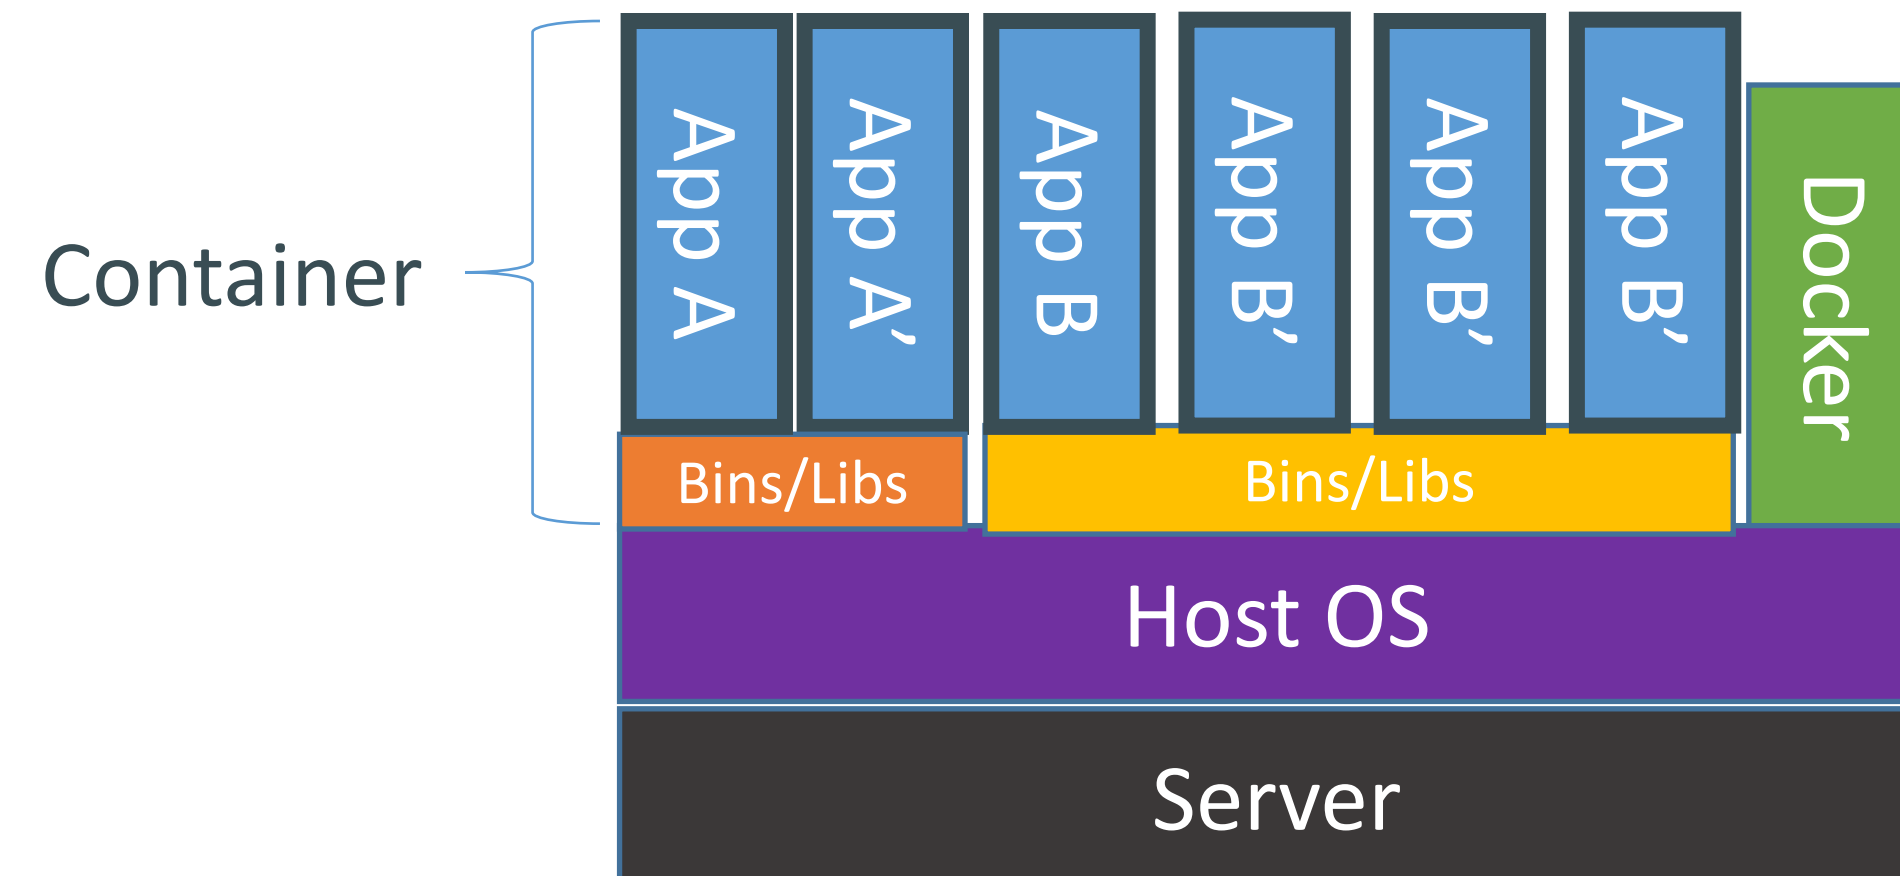 Container
App A
App A’
App B
App B’
App B’
App B’
Docker
Bins/Libs
Bins/Libs
Host OS
Server